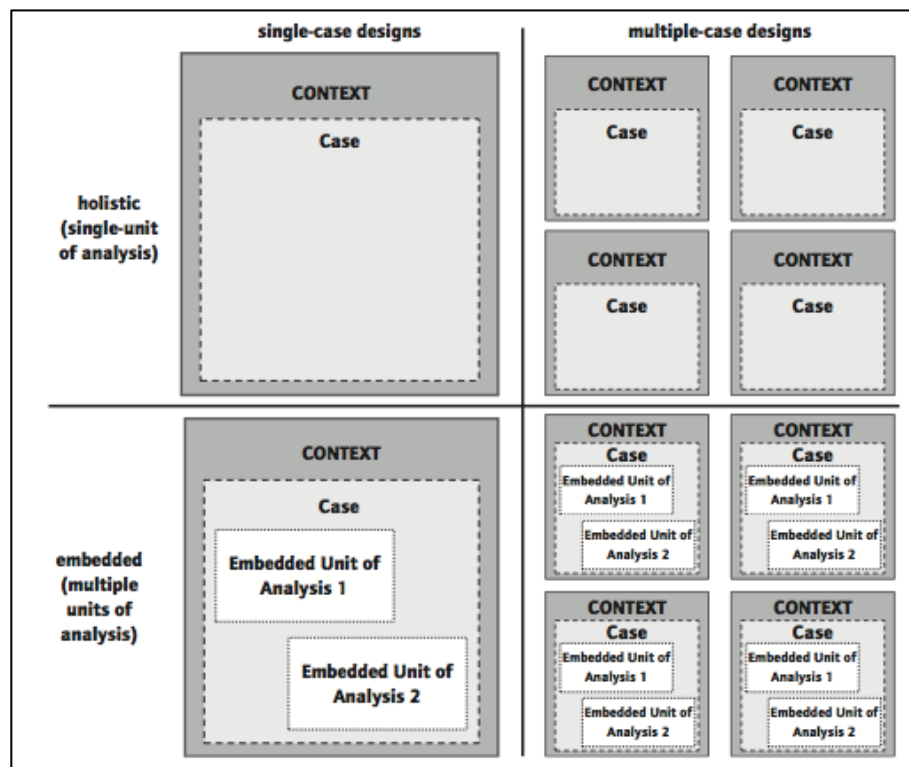 single-case designs
multiple-case designs
holistic
(single-unit
of analysis)
CONTEXT
Case
CONTEXT
Case
CONTEXT
Case
CONTEXT
Case
CONTEXT
Case
embedded
(multiple
units of
analysis)
CONTEXT
Case
Embedded Unit of
Analysis 1
Embedded Unit of
Analysis 2
CONTEXT
Case
Embedded Unit of
Analysis 1
Embedded Unit of
Analysis 2
CONTEXT
Case
Embedded Unit of
Analysis 1
Embedded Unit of
Analysis 2
CONTEXT
Case
Embedded Unit of
Analysis 1
Embedded Unit of
Analysis 2
CONTEXT
Case
Embedded Unit of
Analysis 1
Embedded Unit of
Analysis 2